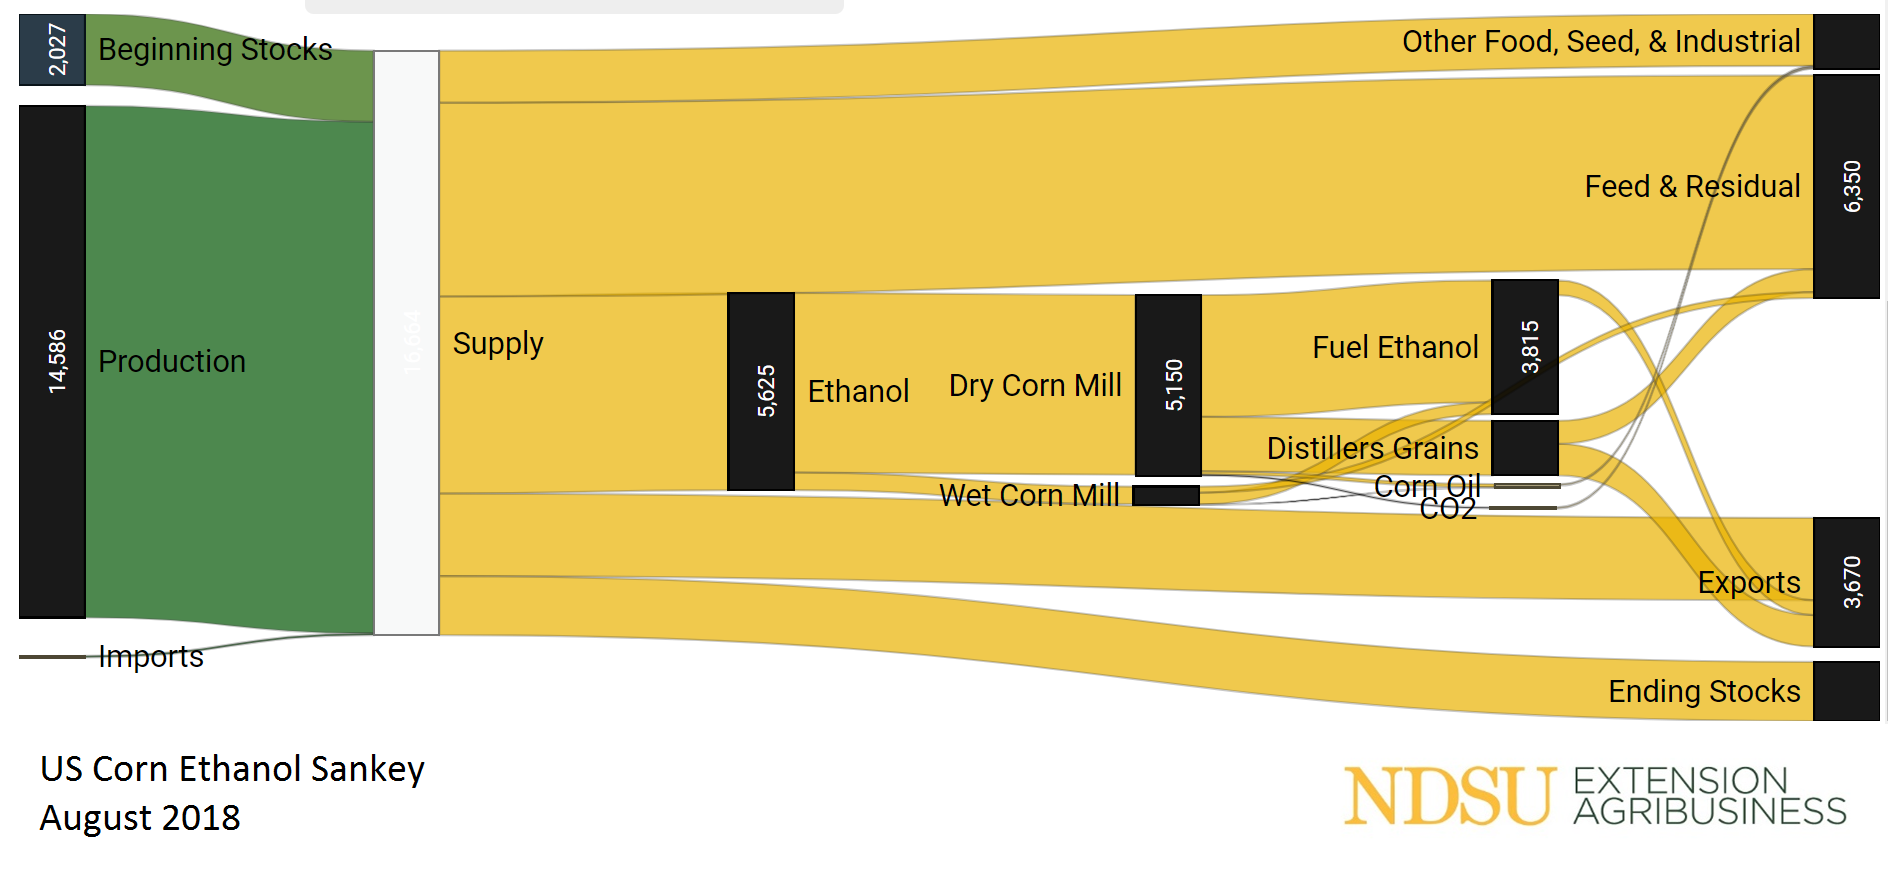 2,027
Beginning Stocks
Other Food, Seed, & Industrial
6,350
Feed & Residual
14,586
Production
16,664
Supply
5,625
Ethanol
Dry Corn Mill
5,150
Fuel Ethanol
3,815
Distillers Grains
Wet Corn Mill
Corn Oil
CO2
Exports
3,670
Imports
Ending Stocks
US Corn Ethanol Sankey
August 2018
NDSU
EXTENSION
AGRIBUSINESS